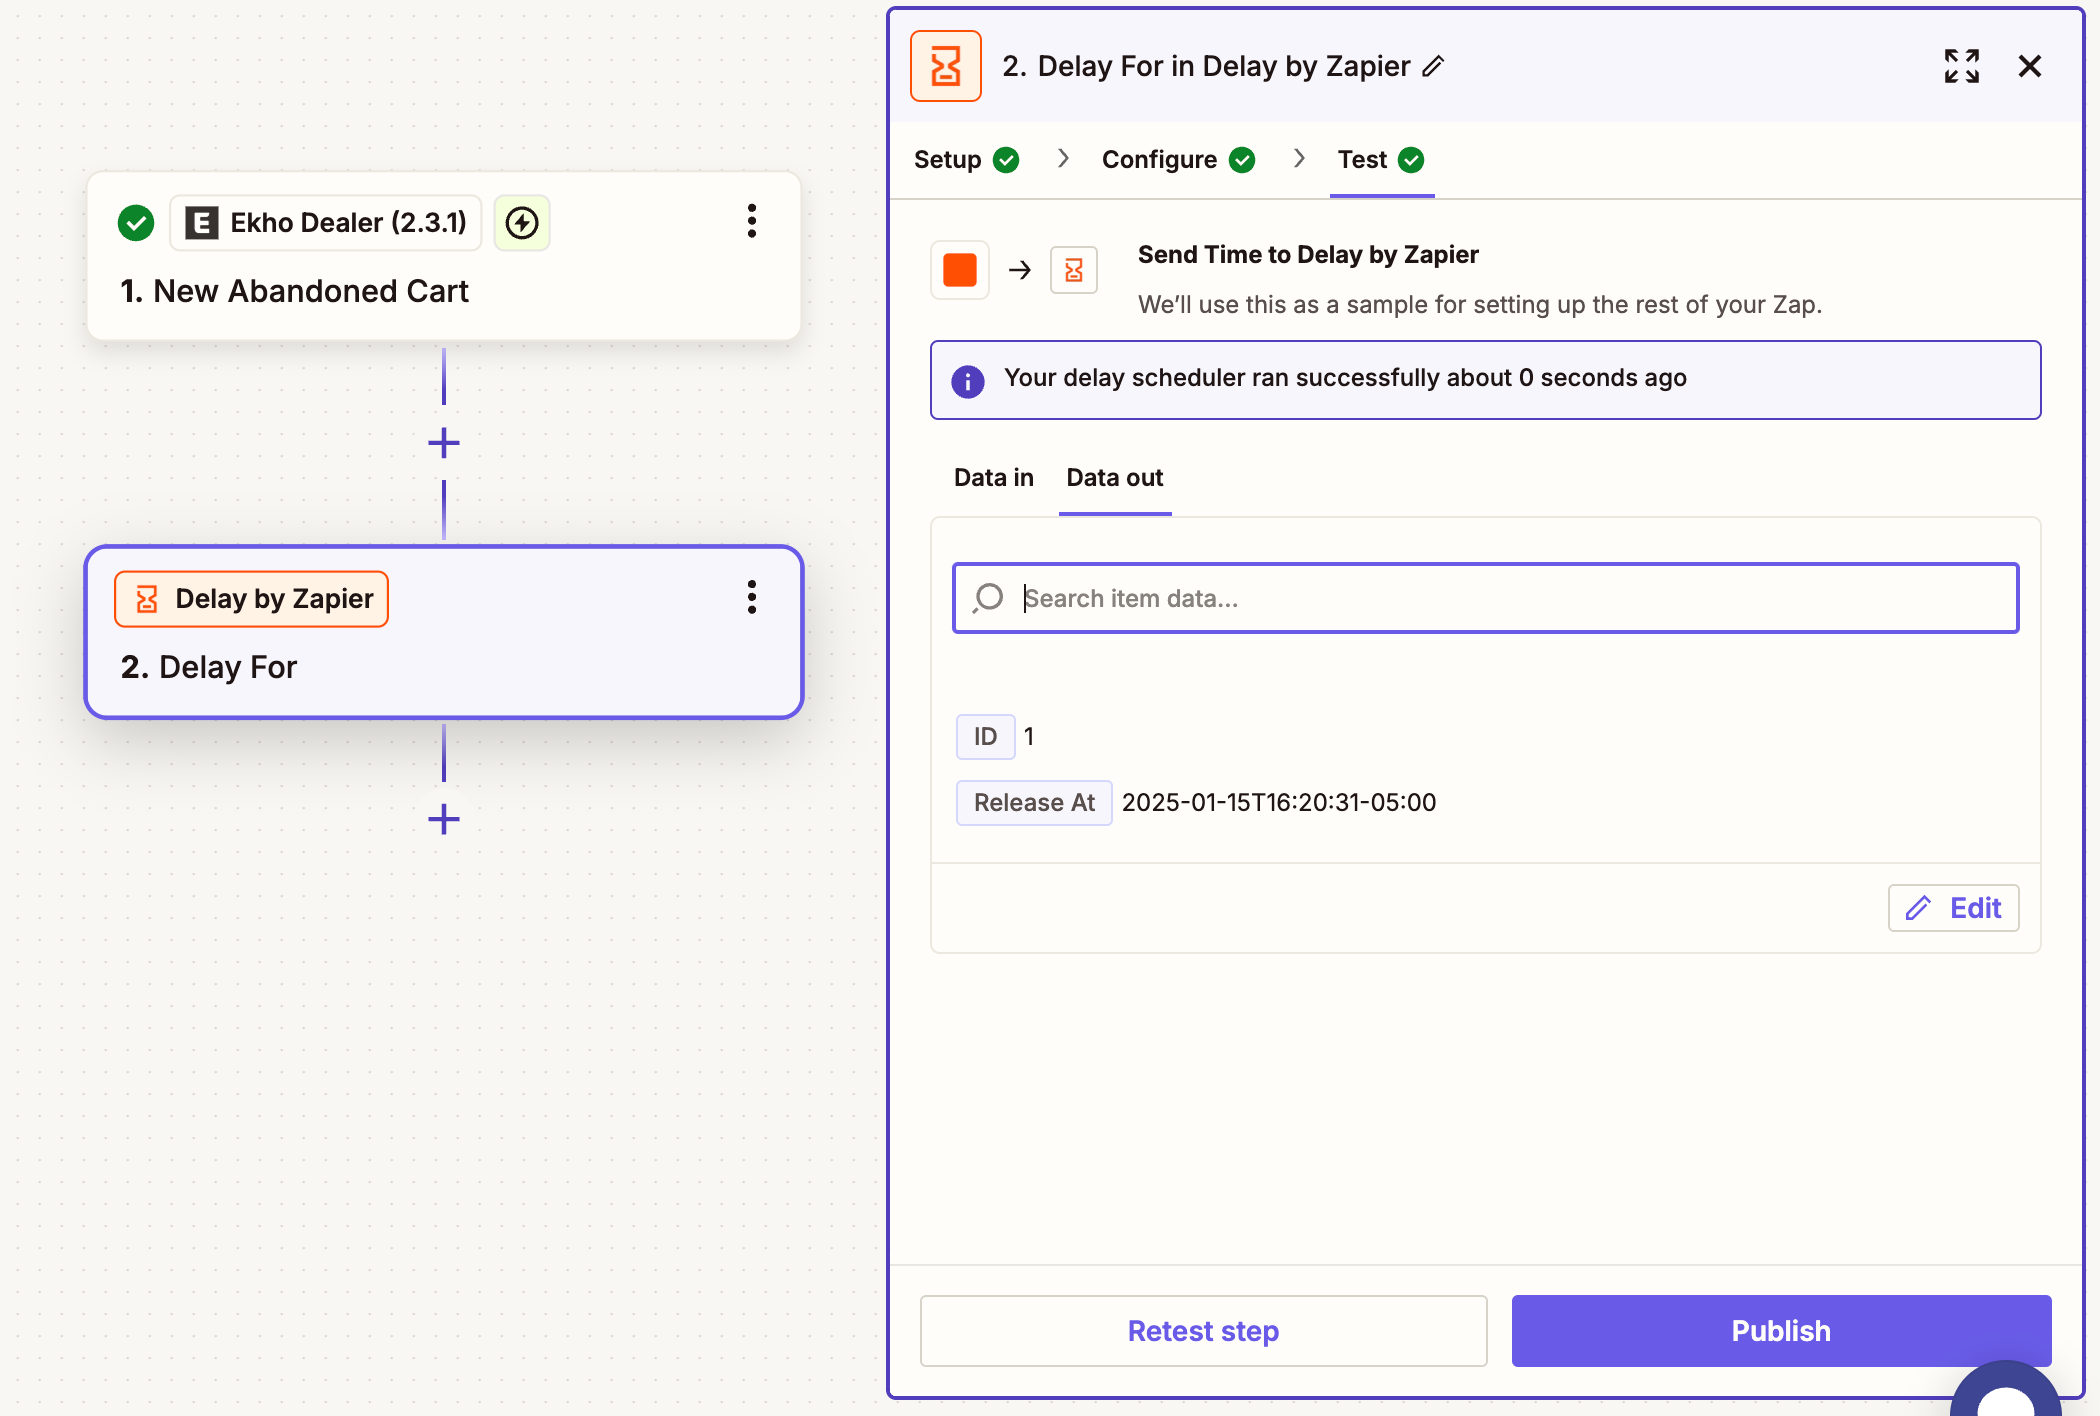 E Ekho Dealer (2.3.1)
1. New Abandoned Cart
Delay by Zapier
2. Delay For
2. Delay For in Delay by Zapier
Setup
Configure
Test
Send Time to Delay by Zapier
We’ll use this as a sample for setting up the rest of your Zap.
Your delay scheduler ran successfully about 0 seconds ago
Data in
Data out
Search item data...
ID 1
Release At 2025-01-15T16:20:31-05:00
Edit
Retest step
Publish